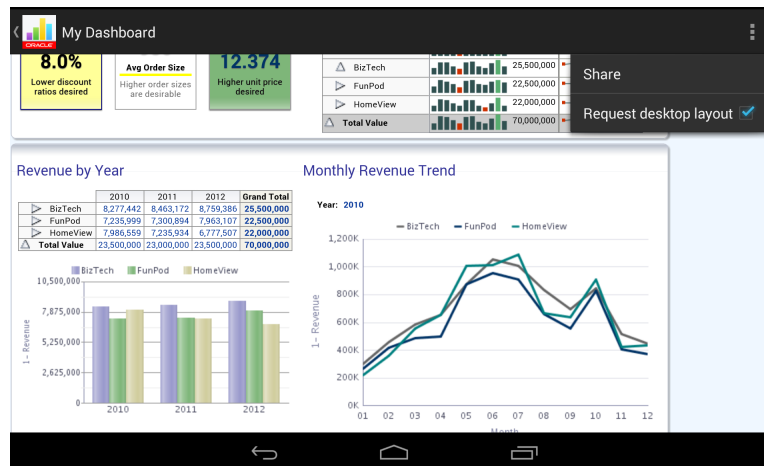 My Dashboard
ORACLE
Share
Request desktop layout
8.0%
Lower discount
ratios desired
Avg Order Size
Higher order sizes
are desirable
12.374
Higher unit price
desired
BizTech 25,500,000
FunPod 22,500,000
HomeView 22,000,000
Total Value 70,000,000
Revenue by Year
2010 2011 2012 Grand Total
BizTech 8,277,442 8,463,172 8,759,386 25,500,000
FunPod 7,235,999 7,300,894 7,963,107 22,500,000
HomeView 7,986,559 7,235,934 6,777,507 22,000,000
Total Value 23,500,000 23,000,000 23,500,000 70,000,000
BizTech FunPod HomeView
10,500,000
7,875,000
5,250,000
2,625,000
0
1- Revenue
2010 2011 2012
Monthly Revenue Trend
Year: 2010
BizTech FunPod HomeView
1,200K
1,000K
800K
600K
400K
200K
0K
1- Revenue
01 02 03 04 05 06 07 08 09 10 11 12
Month